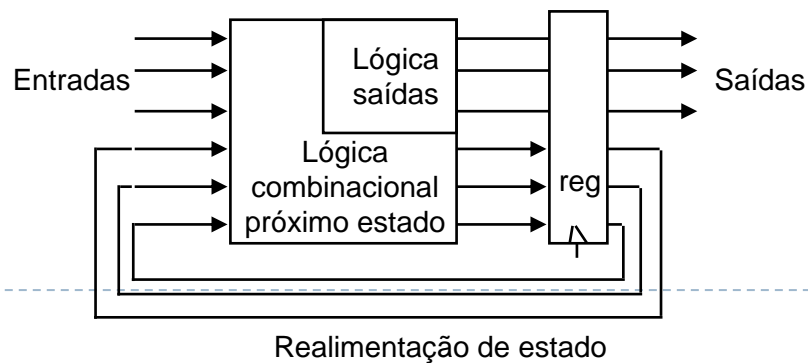 Entradas
Lógica
saídas
Lógica
combinacional
próximo estado
reg
Saídas
Realimentação de estado